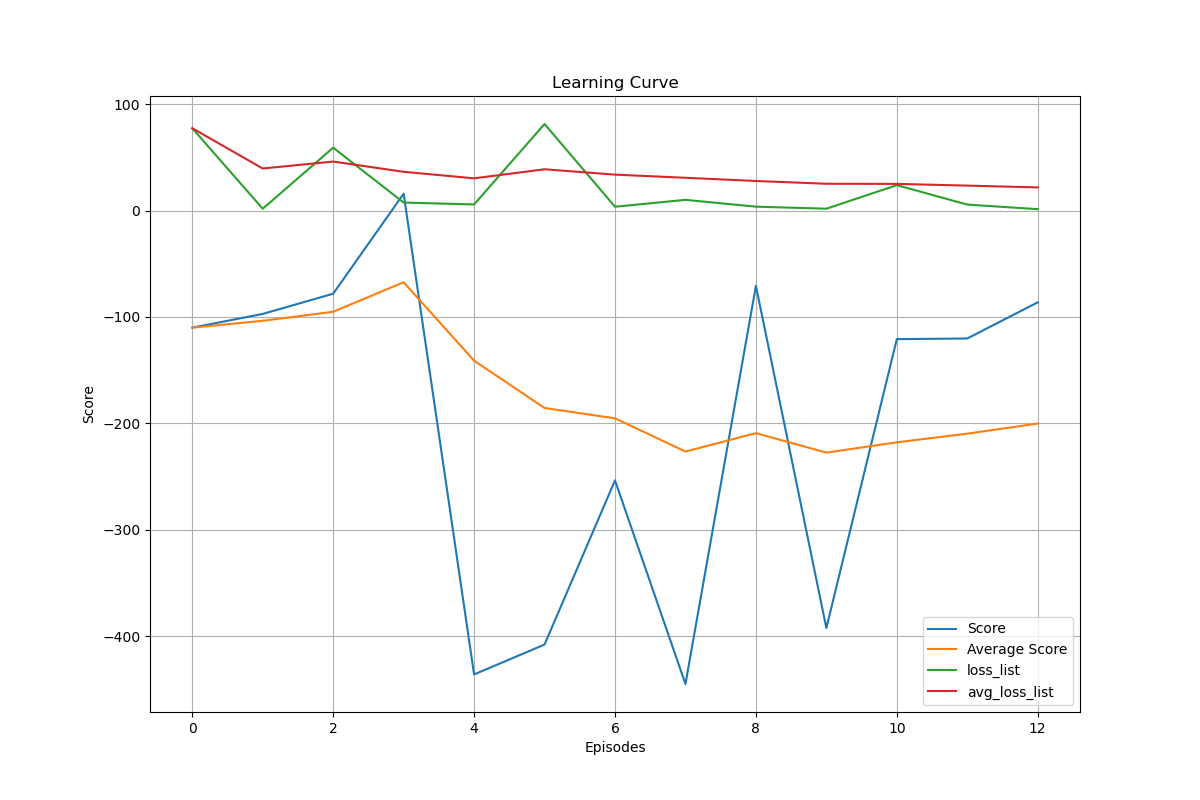 Learning Curve
100
0
−100
−200
−300
−400
Score
0 2 4 6 8 10 12
Episodes
Score
Average Score
loss_list
avg_loss_list